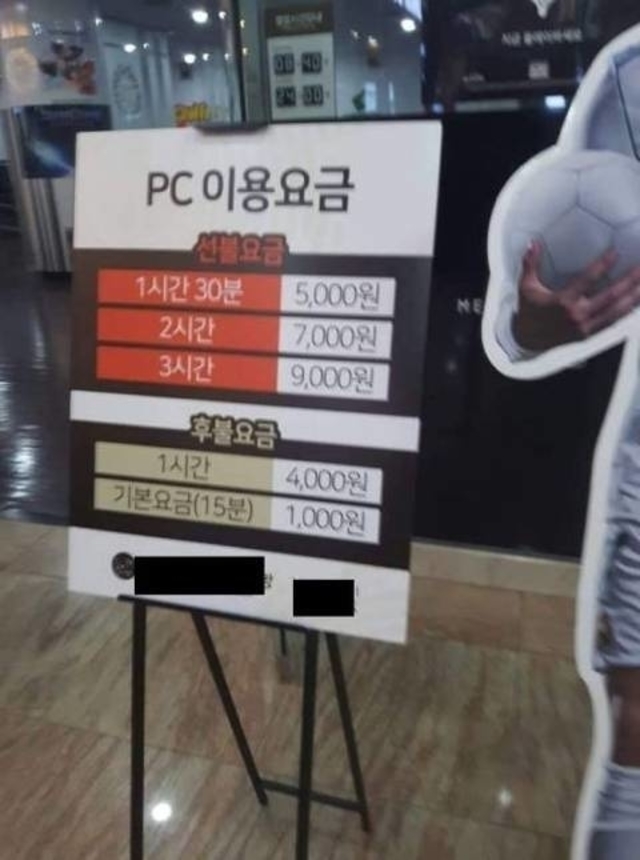 PC 이용요금
선불요금
1시간 30분 5,000원
2시간 7,000원
3시간 9,000원
후불요금
1시간 4,000원
기본요금(15분) 1,000원
ME